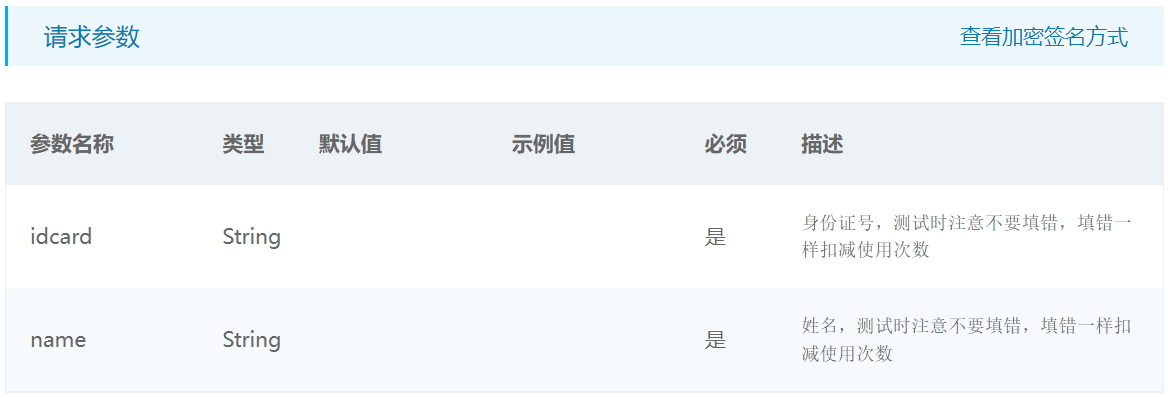 请求参数 查看加密签名方式
参数名称 类型 默认值 示例值 必须 描述
idcard String 是 身份证号，测试时注意不要填错，填错一
样扣减使用次数
name String 是 姓名，测试时注意不要填错，填错一样扣
减使用次数